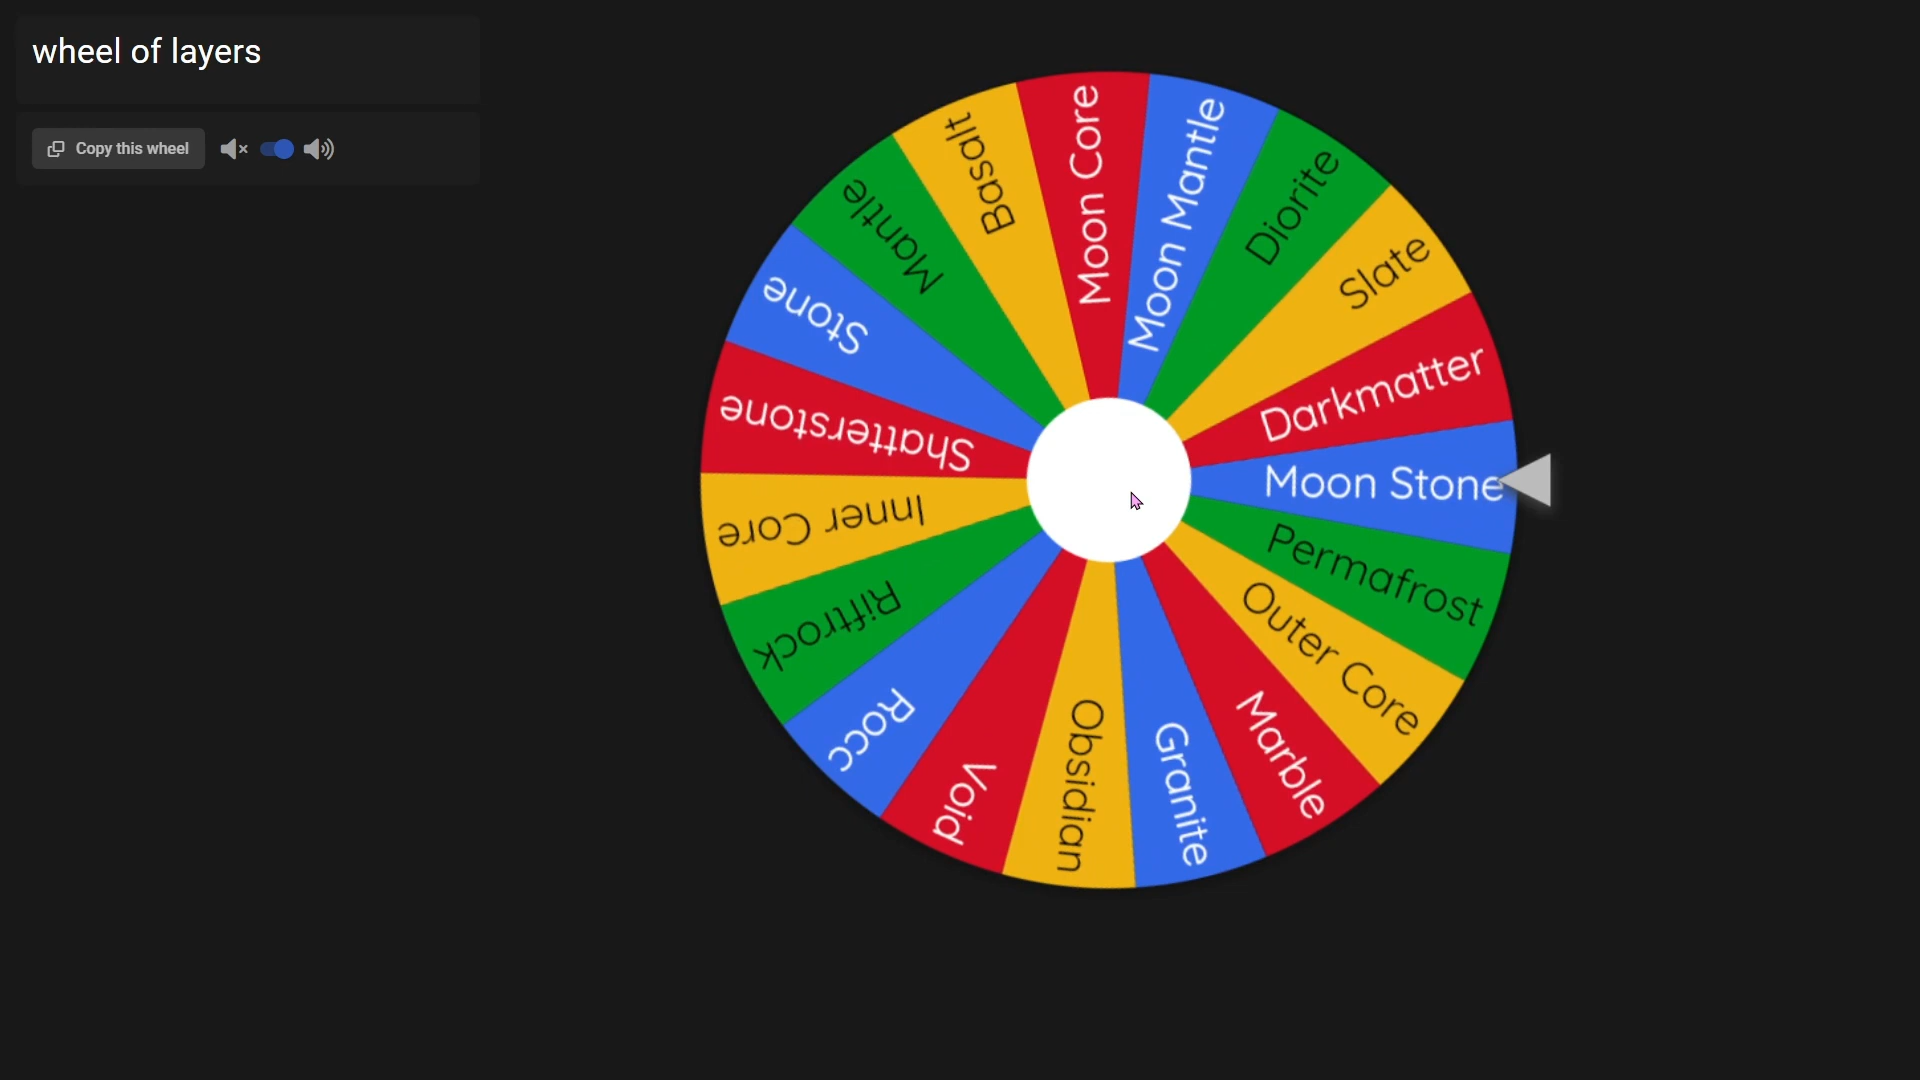 wheel of layers
Copy this wheel
Moon Core
Moon Mantle
Diorite
Slate
Darkmatter
Moon Stone
Permafrost
Outer Core
Marble
Granite
Obsidian
Void
Rocc
Riftrock
Inner Core
Shatterstone
Stone
Mantle
Basalt